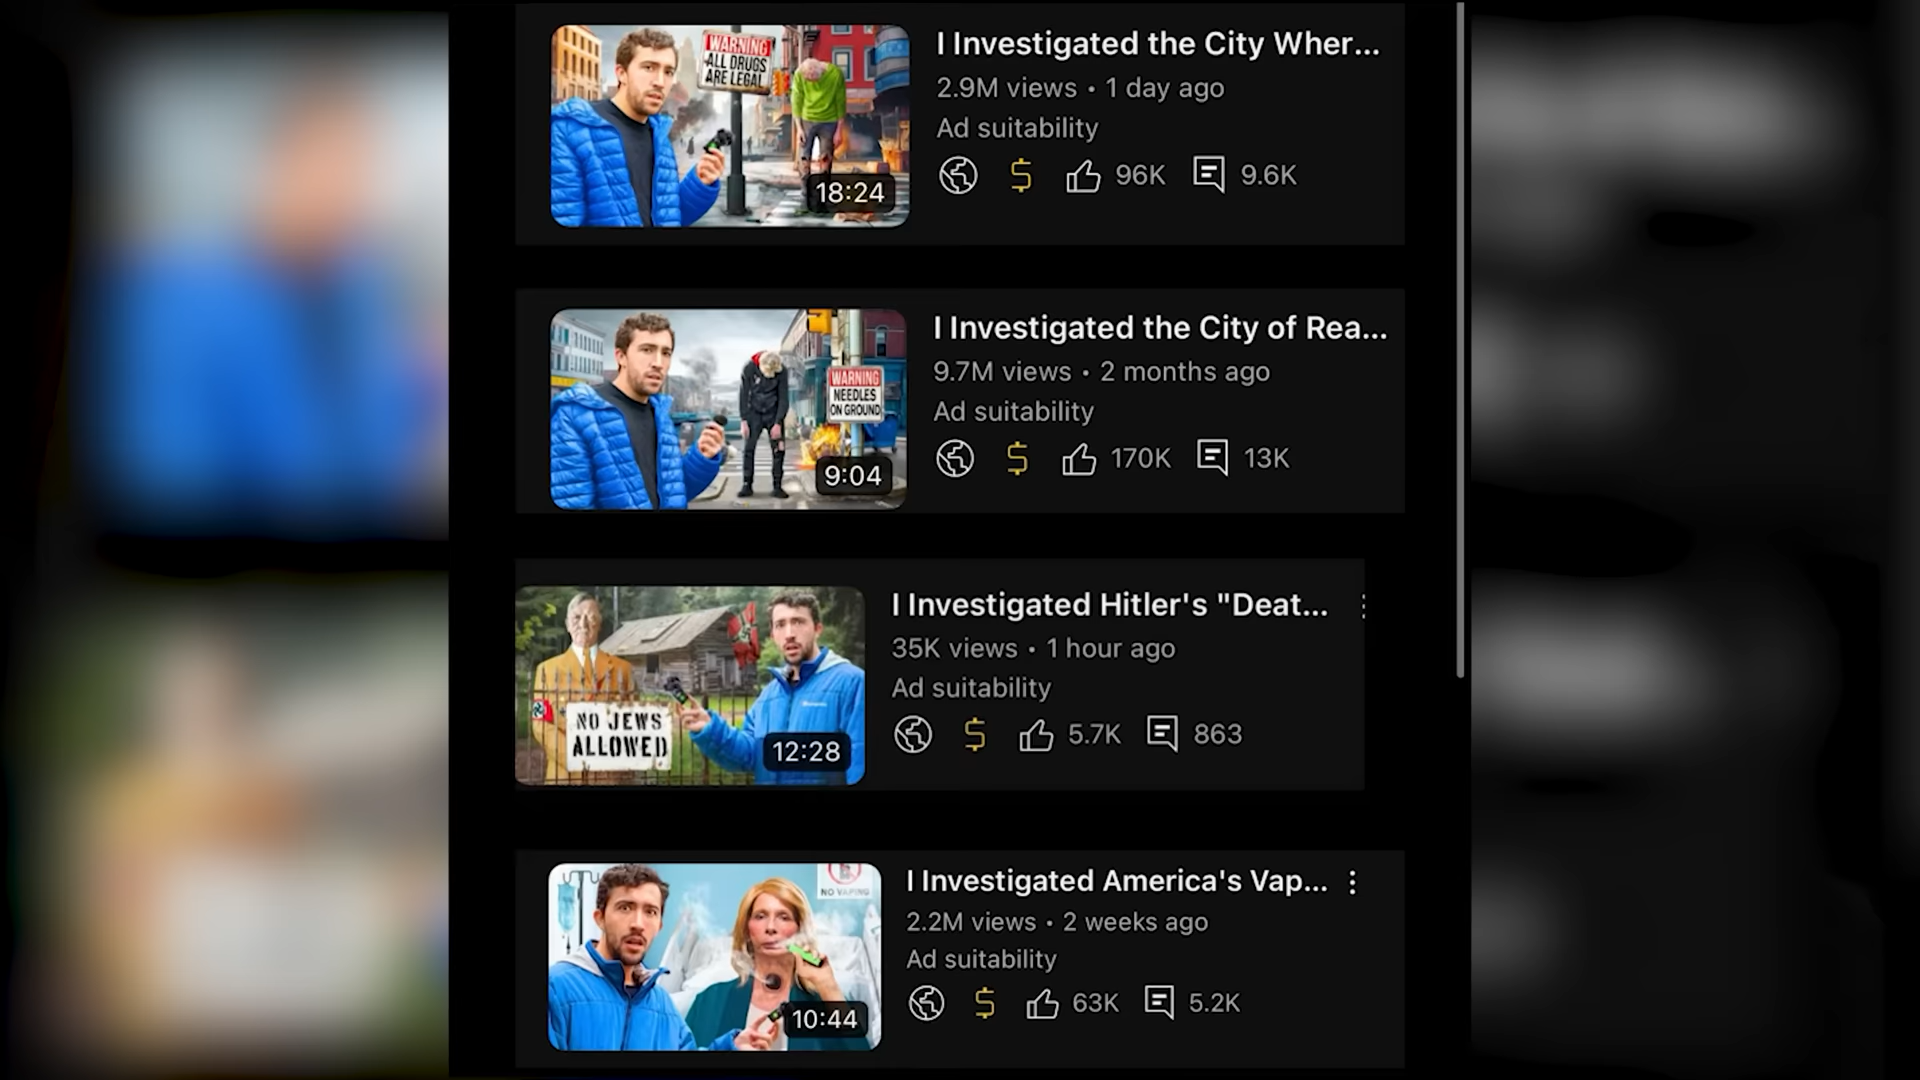 WARNING
ALL DRUGS
ARE LEGAL
18:24
I Investigated the City Wher...
2.9M views • 1 day ago
Ad suitability
96K 9.6K
WARNING
NEEDLES
ON GROUND
9:04
I Investigated the City of Rea...
9.7M views • 2 months ago
Ad suitability
170K 13K
NO JEWS
ALLOWED
12:28
I Investigated Hitler's "Deat...
35K views • 1 hour ago
Ad suitability
5.7K 863
NO VAPING
10:44
I Investigated America's Vap...
2.2M views • 2 weeks ago
Ad suitability
63K 5.2K